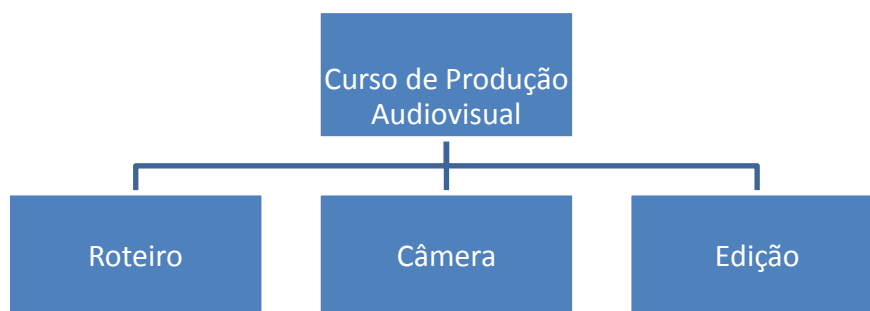 Curso de Produção
Audiovisual
Roteiro
Câmera
Edição